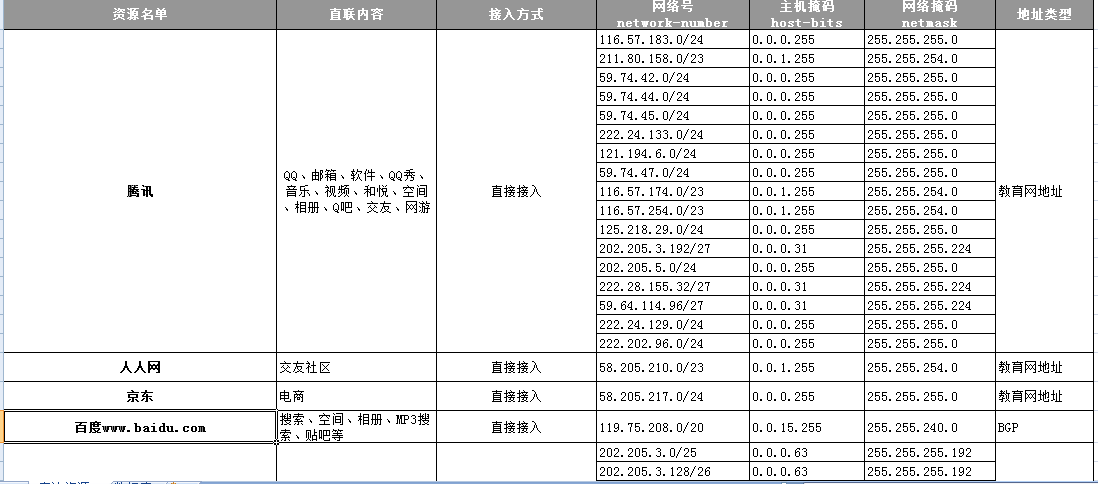 资源名单 直联内容 接入方式 网络号 主机掩码 网络掩码 地址类型
network-number host-bits netmask
116.57.183.0/24 0.0.0.255 255.255.255.0
211.80.158.0/23 0.0.1.255 255.255.254.0
59.74.42.0/24 0.0.0.255 255.255.255.0
59.74.44.0/24 0.0.0.255 255.255.255.0
59.74.45.0/24 0.0.0.255 255.255.255.0
222.24.133.0/24 0.0.0.255 255.255.255.0
121.194.6.0/24 0.0.0.255 255.255.255.0
QQ、邮箱、软件、QQ秀、 59.74.47.0/24 0.0.0.255 255.255.255.0
腾讯 音乐、视频、和悦、空间 直接接入 116.57.174.0/23 0.0.1.255 255.255.254.0 教育网地址
、相册、Q吧、交友、网游 116.57.254.0/23 0.0.1.255 255.255.254.0
125.218.29.0/24 0.0.0.255 255.255.255.0
202.205.3.192/27 0.0.0.31 255.255.255.224
202.205.5.0/24 0.0.0.255 255.255.255.0
222.28.155.32/27 0.0.0.31 255.255.255.224
59.64.114.96/27 0.0.0.31 255.255.255.224
222.24.129.0/24 0.0.0.255 255.255.255.0
222.202.96.0/24 0.0.0.255 255.255.255.0
人人网 交友社区 直接接入 58.205.210.0/23 0.0.1.255 255.255.254.0 教育网地址
京东 电商 直接接入 58.205.217.0/24 0.0.0.255 255.255.255.0 教育网地址
百度www.baidu.com 搜索、空间、相册、MP3搜 直接接入 119.75.208.0/20 0.0.15.255 255.255.240.0 BGP
索、贴吧等
202.205.3.0/25 0.0.0.63 255.255.255.192
202.205.3.128/26 0.0.0.63 255.255.255.192